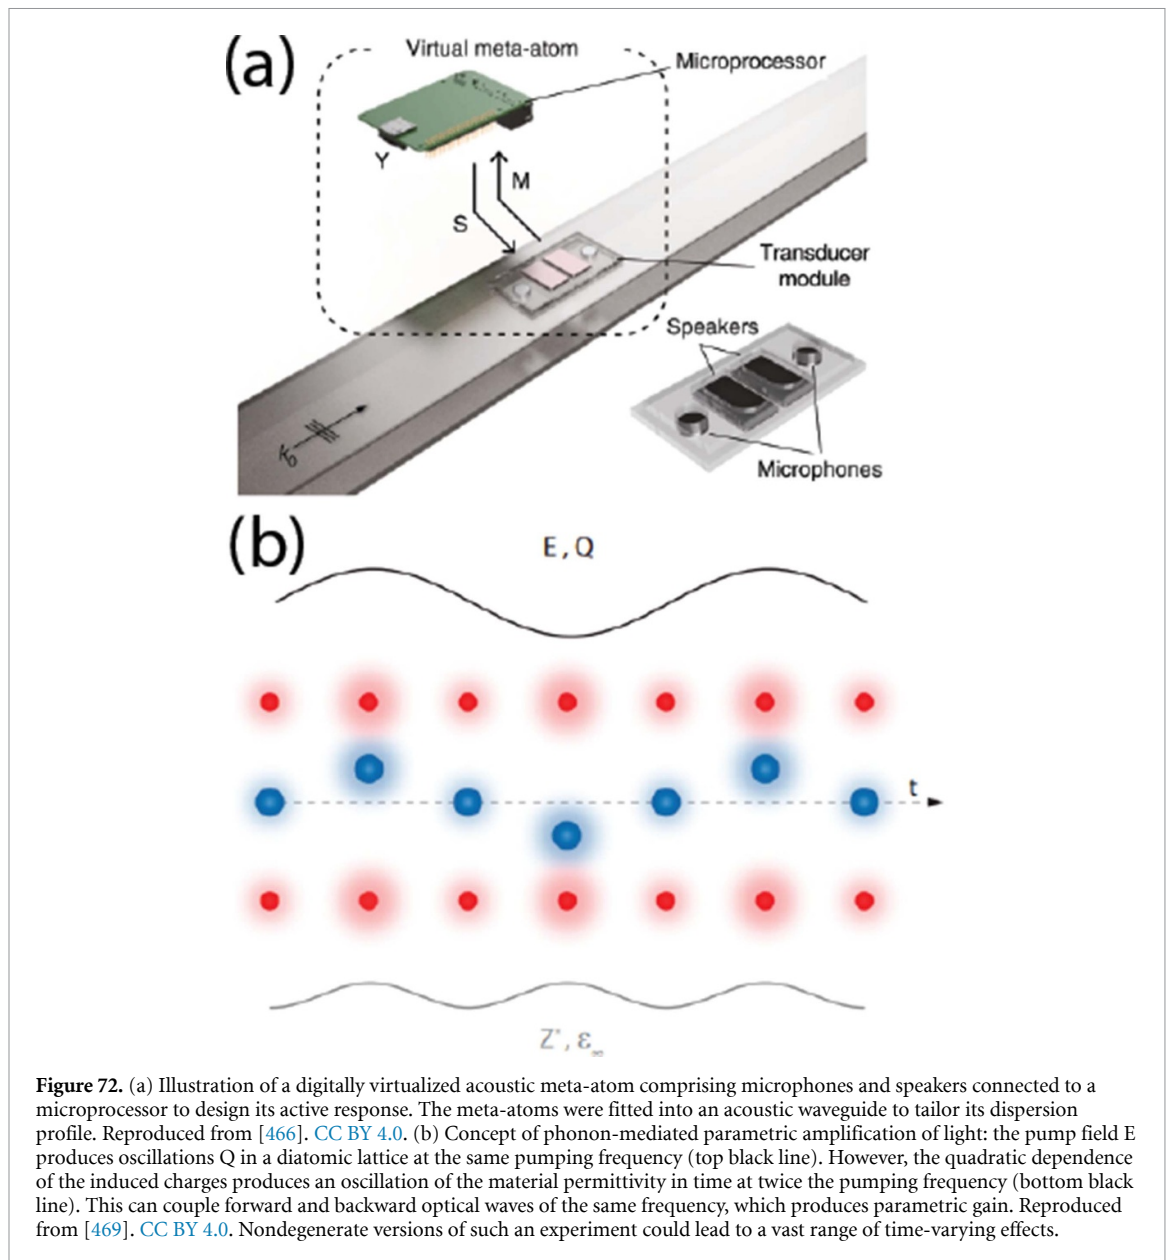 (a)
Virtual meta-atom
Microprocessor
Y
M
S
Transducer
module
Speakers
k₀
Microphones
(b)
E, Q
t
Z*, ε∞
Figure 72. (a) Illustration of a digitally virtualized acoustic meta-atom comprising microphones and speakers connected to a
microprocessor to design its active response. The meta-atoms were fitted into an acoustic waveguide to tailor its dispersion
profile. Reproduced from [466]. CC BY 4.0. (b) Concept of phonon-mediated parametric amplification of light: the pump field E
produces oscillations Q in a diatomic lattice at the same pumping frequency (top black line). However, the quadratic dependence
of the induced charges produces an oscillation of the material permittivity in time at twice the pumping frequency (bottom black
line). This can couple forward and backward optical waves of the same frequency, which produces parametric gain. Reproduced
from [469]. CC BY 4.0. Nondegenerate versions of such an experiment could lead to a vast range of time-varying effects.